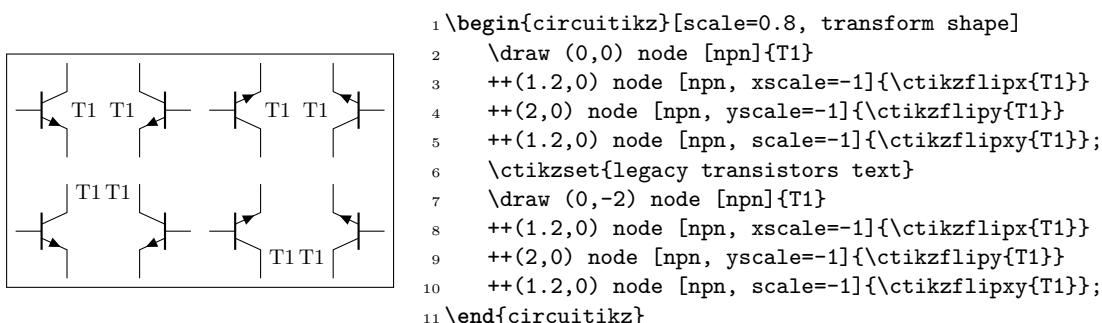 T1 T1 T1 T1
T1 T1
T1 T1
1 \begin{circuitikz}[scale=0.8, transform shape]
2 \draw (0,0) node [npn]{T1}
3 ++(1.2,0) node [npn, xscale=-1]{\ctikzflipx{T1}}
4 ++(2,0) node [npn, yscale=-1]{\ctikzflipy{T1}}
5 ++(1.2,0) node [npn, scale=-1]{\ctikzflipxy{T1}};
6 \ctikzset{legacy transistors text}
7 \draw (0,-2) node [npn]{T1}
8 ++(1.2,0) node [npn, xscale=-1]{\ctikzflipx{T1}}
9 ++(2,0) node [npn, yscale=-1]{\ctikzflipy{T1}}
10 ++(1.2,0) node [npn, scale=-1]{\ctikzflipxy{T1}};
11 \end{circuitikz}